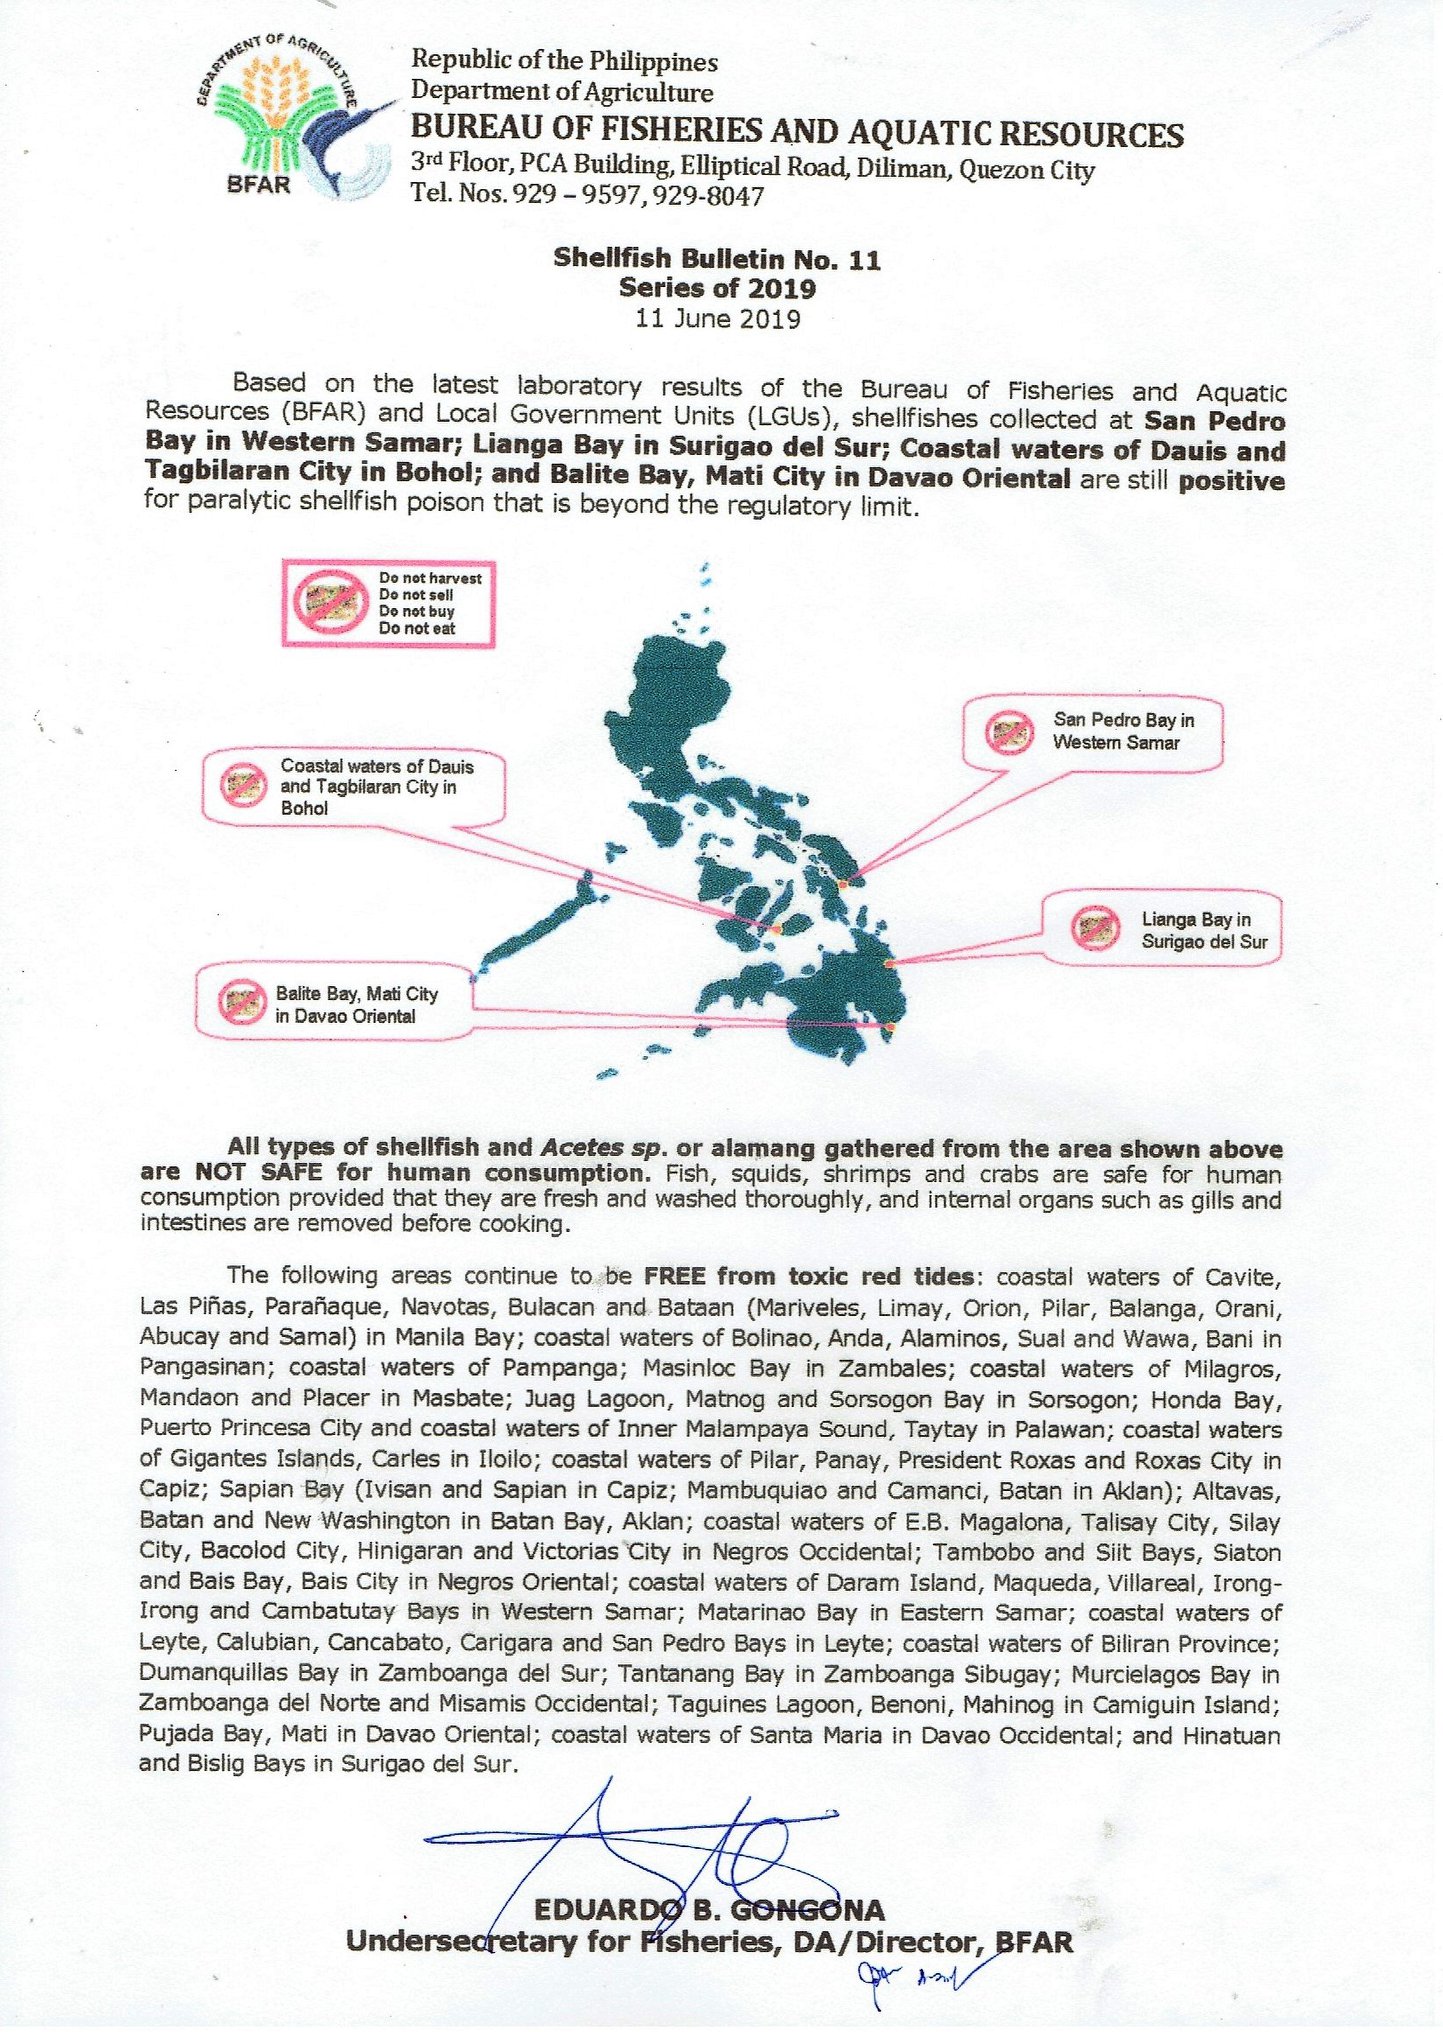 DEPARTMENT OF AGRICULTURE
BFAR
Republic of the Philippines
Department of Agriculture
BUREAU OF FISHERIES AND AQUATIC RESOURCES
3rd Floor, PCA Building, Elliptical Road, Diliman, Quezon City
Tel. Nos. 929 – 9597, 929-8047
Shellfish Bulletin No. 11
Series of 2019
11 June 2019
Based on the latest laboratory results of the Bureau of Fisheries and Aquatic
Resources (BFAR) and Local Government Units (LGUs), shellfishes collected at San Pedro
Bay in Western Samar; Lianga Bay in Surigao del Sur; Coastal waters of Dauis and
Tagbilaran City in Bohol; and Balite Bay, Mati City in Davao Oriental are still positive
for paralytic shellfish poison that is beyond the regulatory limit.
Do not harvest
Do not sell
Do not buy
Do not eat
San Pedro Bay in
Western Samar
Coastal waters of Dauis
and Tagbilaran City in
Bohol
Lianga Bay in
Surigao del Sur
Balite Bay, Mati City
in Davao Oriental
All types of shellfish and Acetes sp. or alamang gathered from the area shown above
are NOT SAFE for human consumption. Fish, squids, shrimps and crabs are safe for human
consumption provided that they are fresh and washed thoroughly, and internal organs such as gills and
intestines are removed before cooking.
The following areas continue to be FREE from toxic red tides: coastal waters of Cavite,
Las Piñas, Parañaque, Navotas, Bulacan and Bataan (Mariveles, Limay, Orion, Pilar, Balanga, Orani,
Abucay and Samal) in Manila Bay; coastal waters of Bolinao, Anda, Alaminos, Sual and Wawa, Bani in
Pangasinan; coastal waters of Pampanga; Masinloc Bay in Zambales; coastal waters of Milagros,
Mandaon and Placer in Masbate; Juag Lagoon, Matnog and Sorsogon Bay in Sorsogon; Honda Bay,
Puerto Princesa City and coastal waters of Inner Malampaya Sound, Taytay in Palawan; coastal waters
of Gigantes Islands, Carles in Iloilo; coastal waters of Pilar, Panay, President Roxas and Roxas City in
Capiz; Sapian Bay (Ivisan and Sapian in Capiz; Mambuquiao and Camanci, Batan in Aklan); Altavas,
Batan and New Washington in Batan Bay, Aklan; coastal waters of E.B. Magalona, Talisay City, Silay
City, Bacolod City, Hinigaran and Victorias City in Negros Occidental; Tambobo and Siit Bays, Siaton
and Bais Bay, Bais City in Negros Oriental; coastal waters of Daram Island, Maqueda, Villareal, Irong-
Irong and Cambatutay Bays in Western Samar; Matarinao Bay in Eastern Samar; coastal waters of
Leyte, Calubian, Cancabato, Carigara and San Pedro Bays in Leyte; coastal waters of Biliran Province;
Dumanquillas Bay in Zamboanga del Sur; Tantanang Bay in Zamboanga Sibugay; Murcielagos Bay in
Zamboanga del Norte and Misamis Occidental; Taguines Lagoon, Benoni, Mahinog in Camiguin Island;
Pujada Bay, Mati in Davao Oriental; coastal waters of Santa Maria in Davao Occidental; and Hinatuan
and Bislig Bays in Surigao del Sur.
EDUARDO B. GONGONA
Undersecretary for Fisheries, DA/Director, BFAR